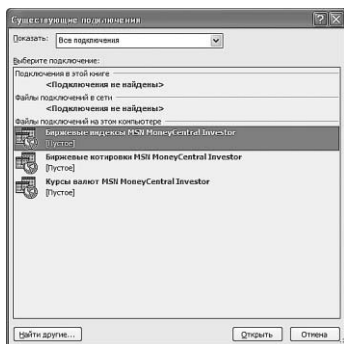 Существующие подключения
Показать: Все подключения
Выберите подключение:
Подключения в этой книге
<Подключения не найдены>
Файлы подключений в сети
<Подключения не найдены>
Файлы подключений на этом компьютере
Биржевые индексы MSN MoneyCentral Investor
[Пустое]
Биржевые котировки MSN MoneyCentral Investor
[Пустое]
Курсы валют MSN MoneyCentral Investor
[Пустое]
Найти другие... Открыть Отмена